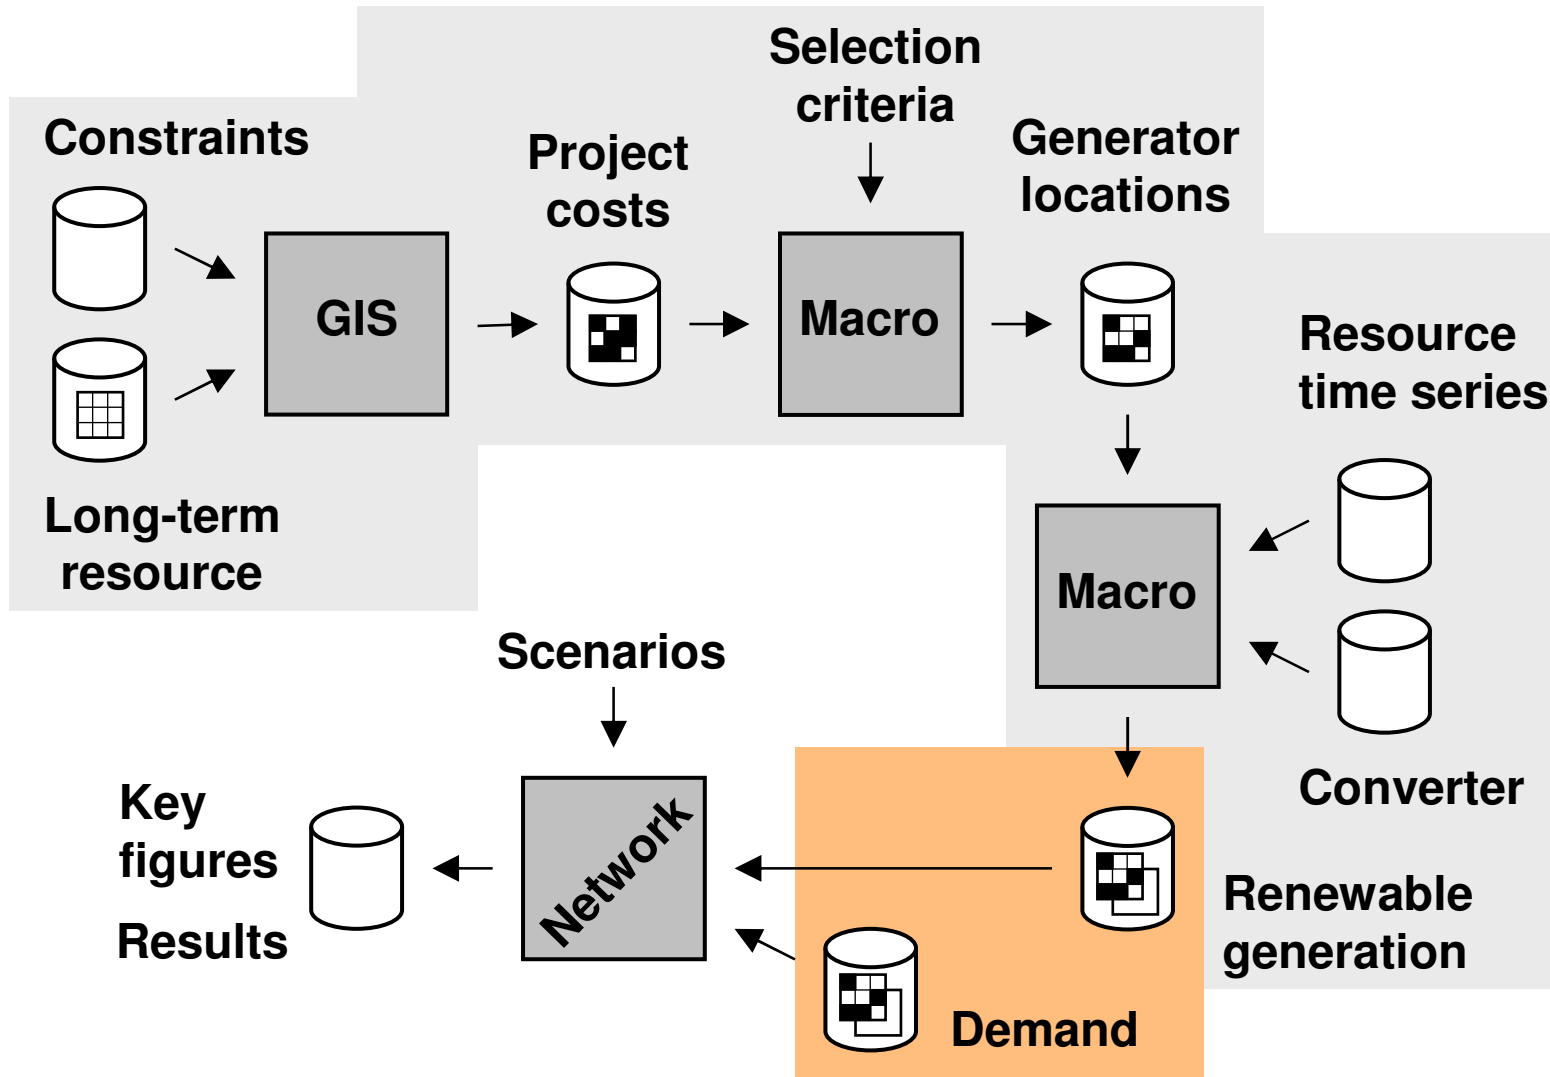 Selection
criteria
Constraints
Project
costs
Generator
locations
GIS
Macro
Resource
time series
Long-term
resource
Macro
Scenarios
Converter
Key
figures
Results
Network
Renewable
generation
Demand